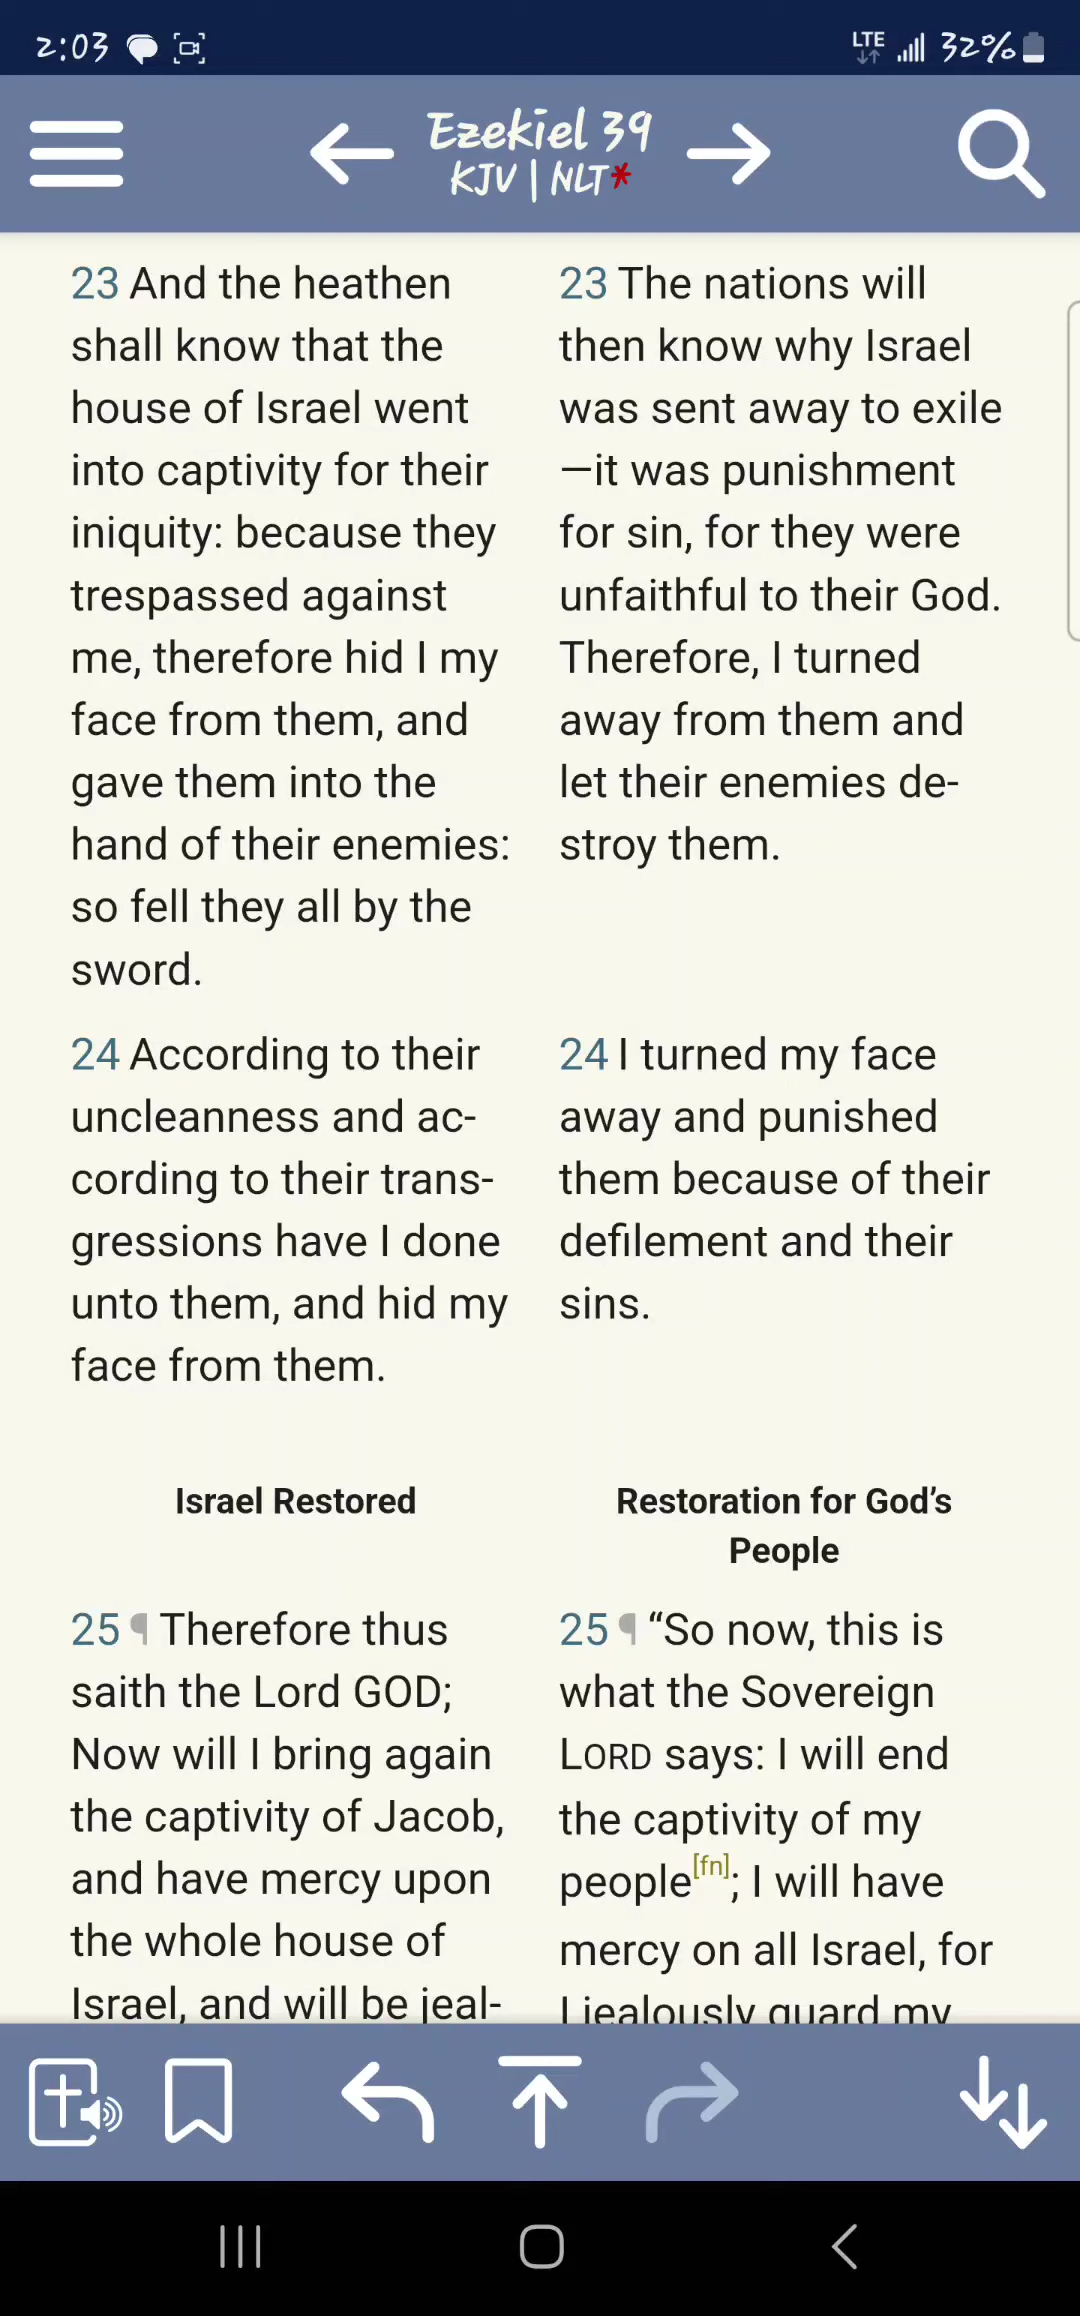 2:03
LTE 32%
Ezekiel 39
KJV | NLT*
23 And the heathen
shall know that the
house of Israel went
into captivity for their
iniquity: because they
trespassed against
me, therefore hid I my
face from them, and
gave them into the
hand of their enemies:
so fell they all by the
sword.
23 The nations will
then know why Israel
was sent away to exile
—it was punishment
for sin, for they were
unfaithful to their God.
Therefore, I turned
away from them and
let their enemies de-
stroy them.
24 According to their
uncleanness and ac-
cording to their trans-
gressions have I done
unto them, and hid my
face from them.
24 I turned my face
away and punished
them because of their
defilement and their
sins.
Israel Restored
Restoration for God’s
People
25 ¶ Therefore thus
saith the Lord GOD;
Now will I bring again
the captivity of Jacob,
and have mercy upon
the whole house of
Israel, and will be jeal-
25 ¶ “So now, this is
what the Sovereign
LORD says: I will end
the captivity of my
people[fn]; I will have
mercy on all Israel, for
I jealously guard my